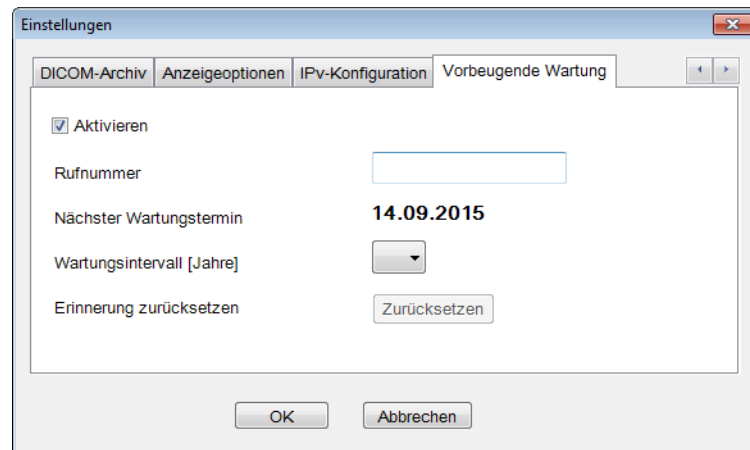 Einstellungen
DICOM-Archiv Anzeigeoptionen IPv-Konfiguration Vorbeugende Wartung
Aktivieren
Rufnummer
Nächster Wartungstermin 14.09.2015
Wartungsintervall [Jahre]
Erinnerung zurücksetzen Zurücksetzen
OK Abbrechen